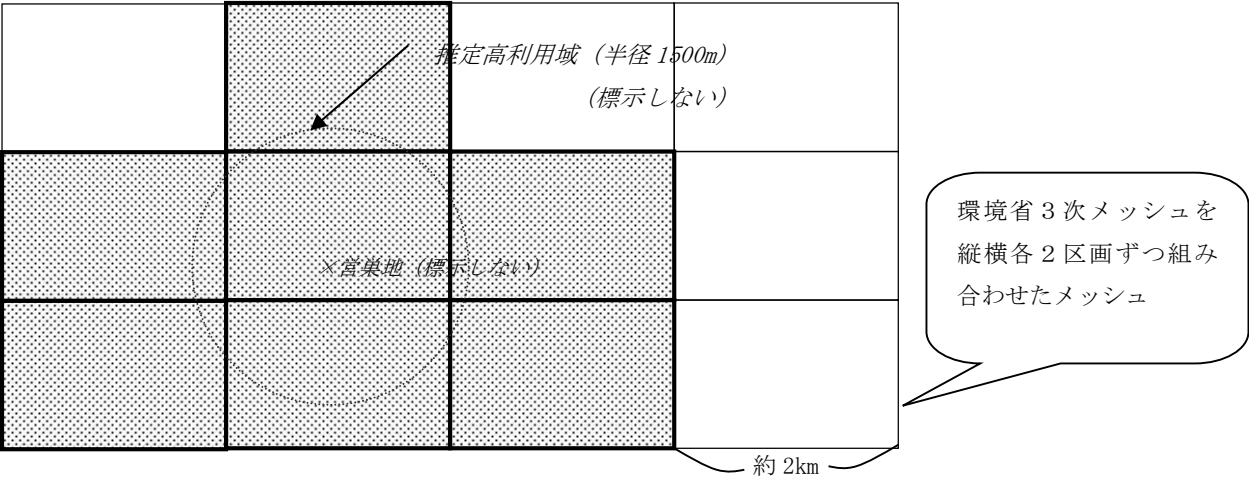 推定高利用域（半径 1500m）
（標示しない）
×営巣地（標示しない）
環境省３次メッシュを
縦横各２区画ずつ組み
合わせたメッシュ
約 2km